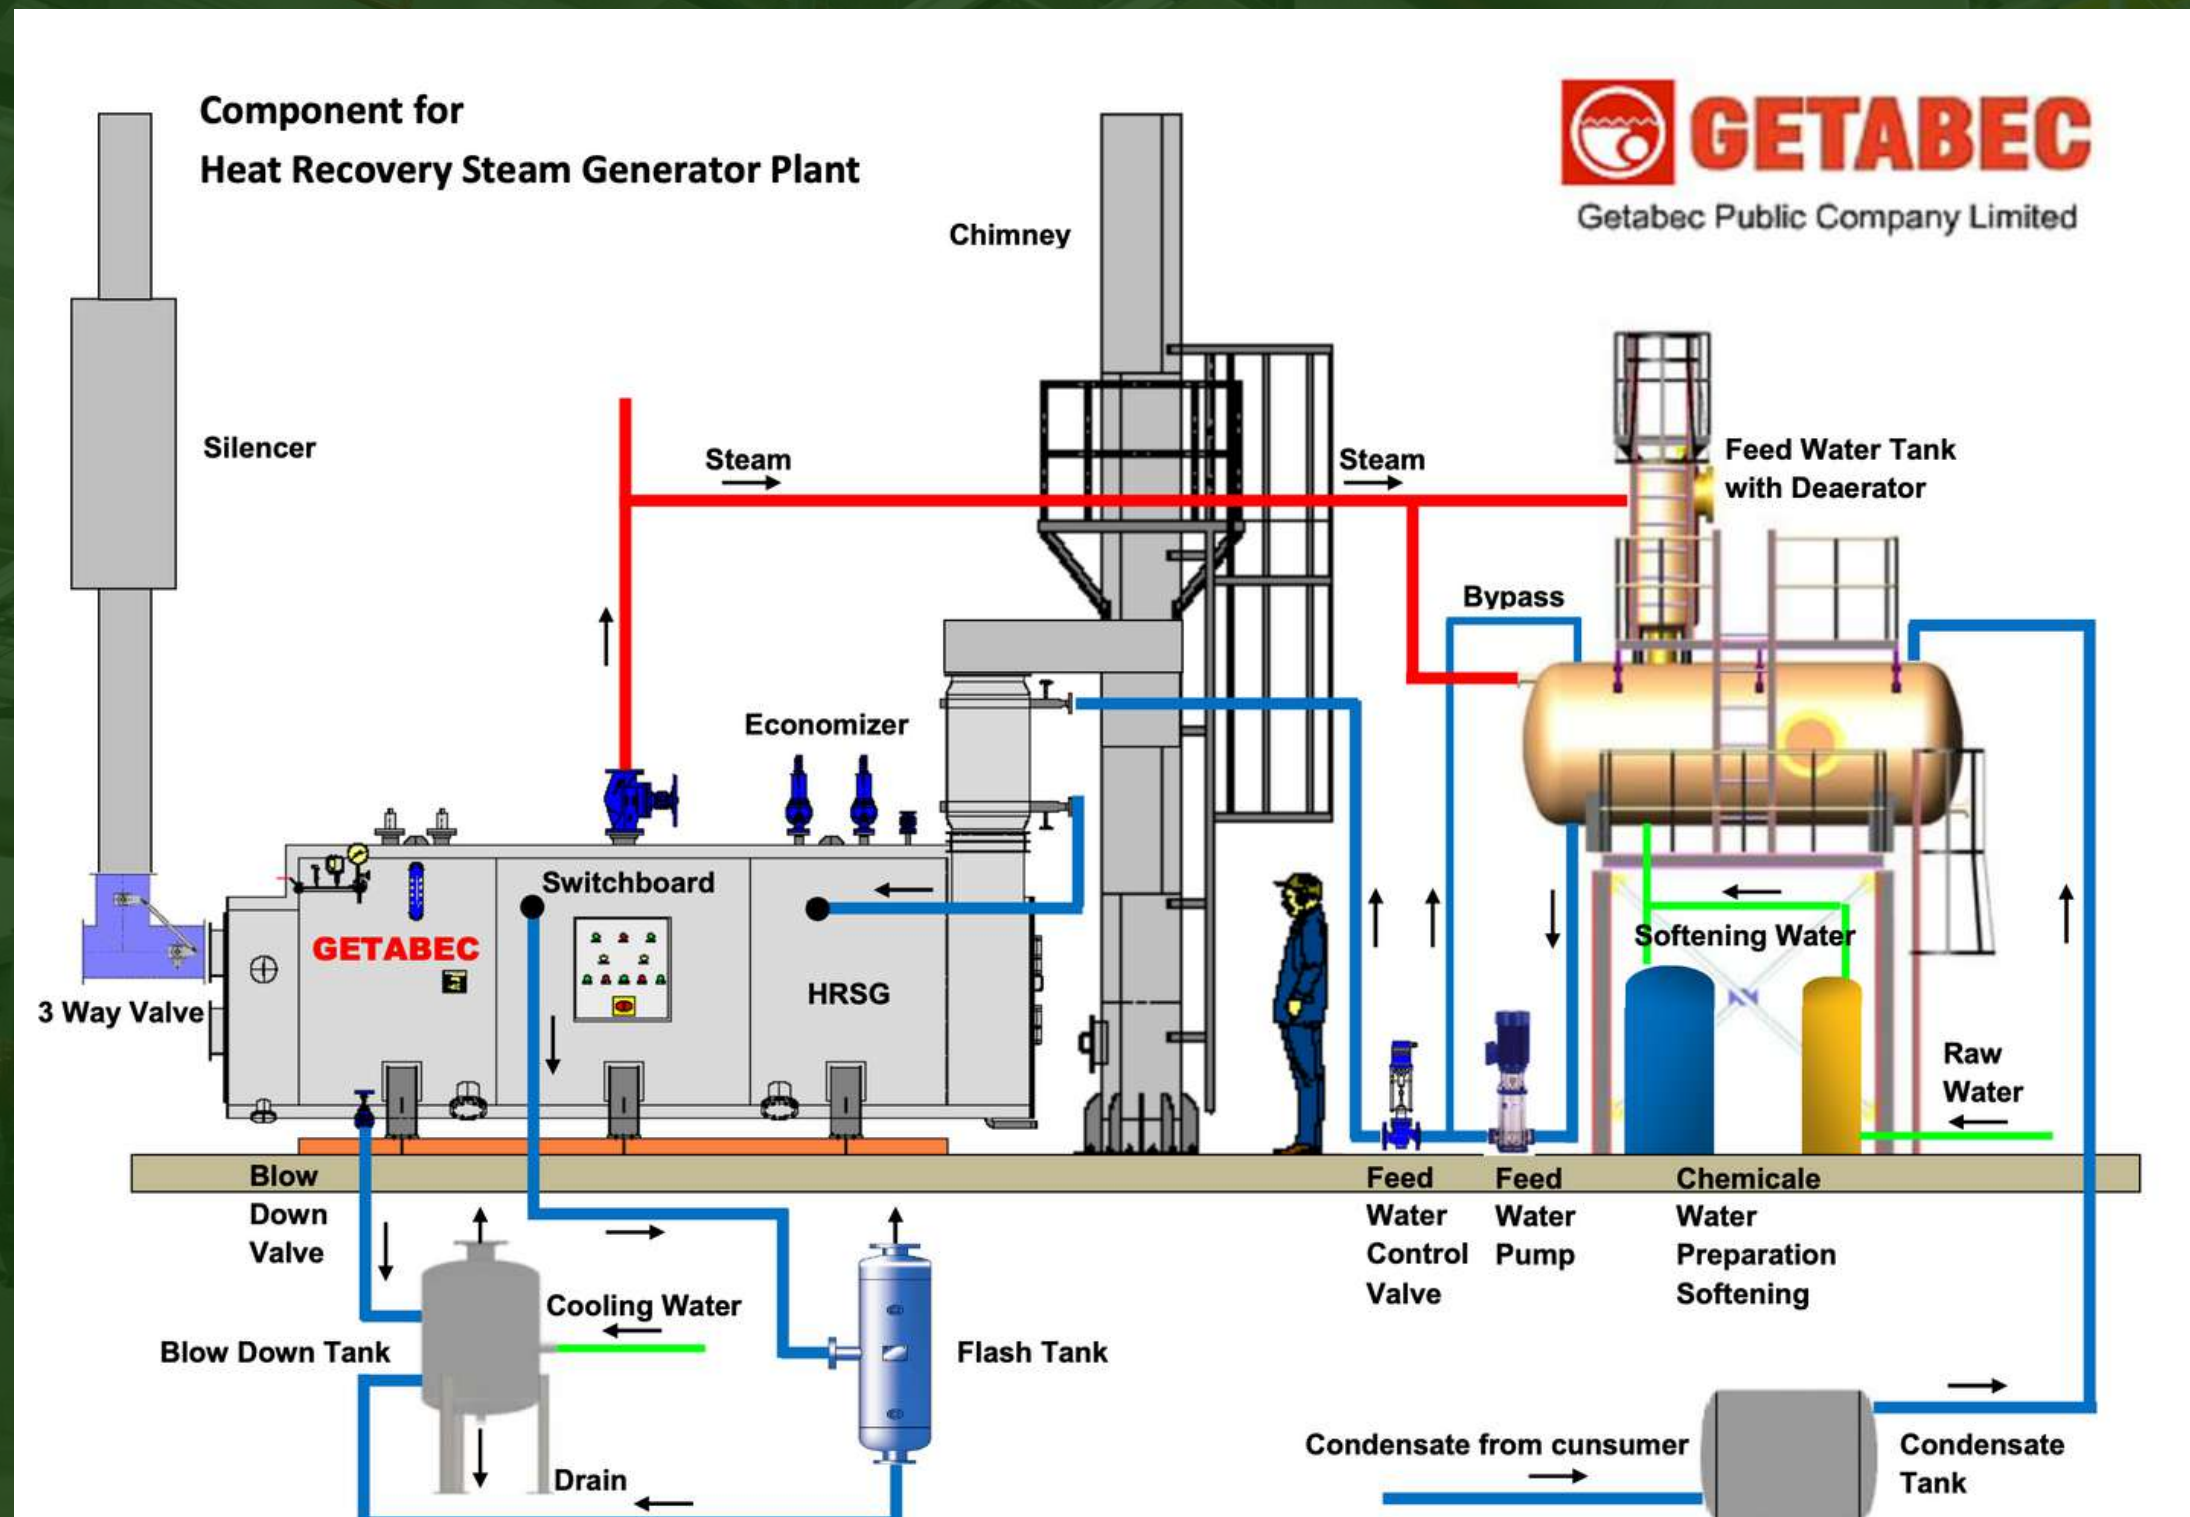 Component for
Heat Recovery Steam Generator Plant
GETABEC
Getabec Public Company Limited
Chimney
Silencer
Steam
Steam
Feed Water Tank
with Deaerator
Bypass
Economizer
Switchboard
GETABEC
HRSG
Softening Water
3 Way Valve
Raw
Water
Blow
Down
Valve
Feed
Water
Control
Valve
Feed
Water
Pump
Chemicale
Water
Preparation
Softening
Cooling Water
Blow Down Tank
Flash Tank
Drain
Condensate from cunsumer
Condensate
Tank